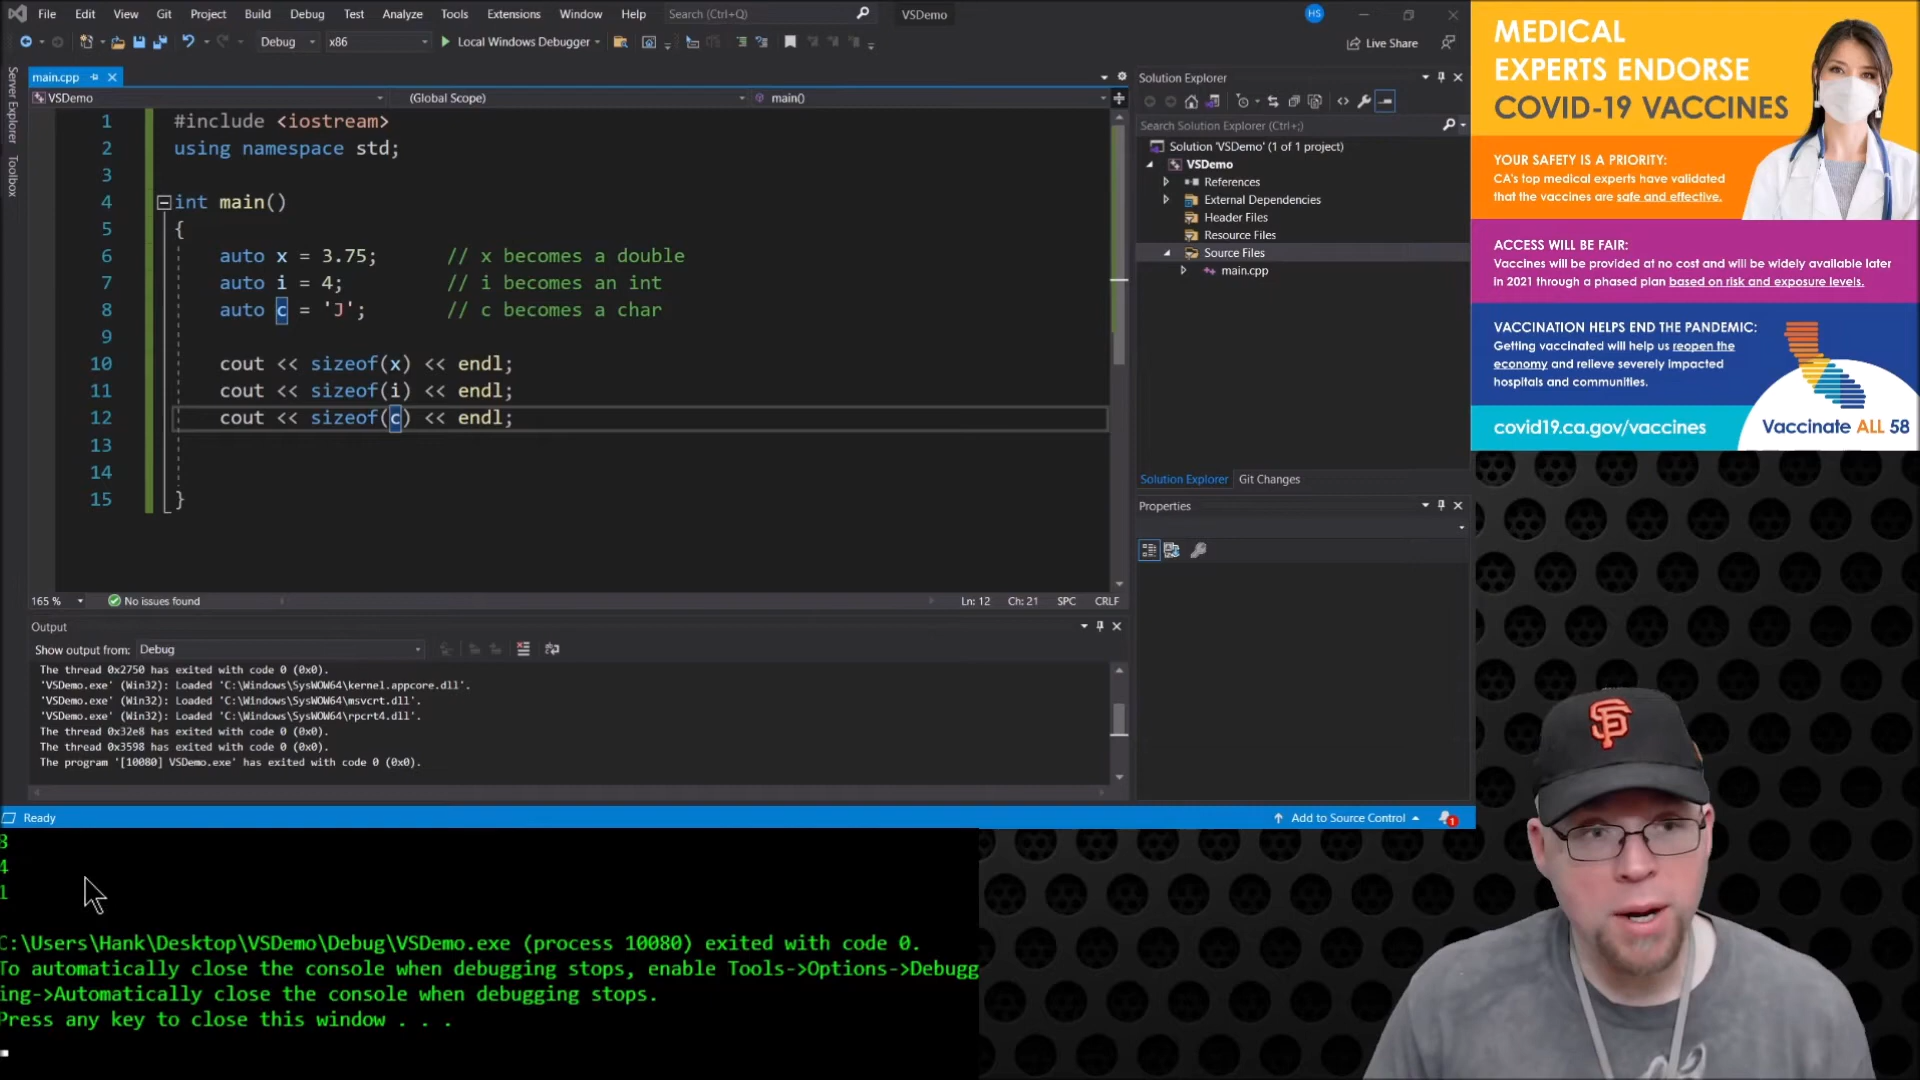 File Edit View Git Project Build Debug Test Analyze Tools Extensions Window Help Search (Ctrl+Q) VSDemo HS
Debug x86 Local Windows Debugger Live Share
Server Explorer
Toolbox
main.cpp
VSDemo (Global Scope) main()
1 #include <iostream>
2 using namespace std;
3
4 int main()
5 {
6 auto x = 3.75; // x becomes a double
7 auto i = 4; // i becomes an int
8 auto c = 'J'; // c becomes a char
9
10 cout << sizeof(x) << endl;
11 cout << sizeof(i) << endl;
12 cout << sizeof(c) << endl;
13
14
15 }
165 % No issues found Ln: 12 Ch: 21 SPC CRLF
Output
Show output from: Debug
The thread 0x2750 has exited with code 0 (0x0).
'VSDemo.exe' (Win32): Loaded 'C:\Windows\SysWOW64\kernel.appcore.dll'.
'VSDemo.exe' (Win32): Loaded 'C:\Windows\SysWOW64\msvcrt.dll'.
'VSDemo.exe' (Win32): Loaded 'C:\Windows\SysWOW64\rpcrt4.dll'.
The thread 0x32e8 has exited with code 0 (0x0).
The thread 0x3598 has exited with code 0 (0x0).
The program '[10080] VSDemo.exe' has exited with code 0 (0x0).
Solution Explorer
Search Solution Explorer (Ctrl+;)
Solution 'VSDemo' (1 of 1 project)
VSDemo
References
External Dependencies
Header Files
Resource Files
Source Files
main.cpp
Solution Explorer Git Changes
Properties
Ready Add to Source Control 1
8
4
1
C:\Users\Hank\Desktop\VSDemo\Debug\VSDemo.exe (process 10080) exited with code 0.
To automatically close the console when debugging stops, enable Tools->Options->Debugg
ing->Automatically close the console when debugging stops.
Press any key to close this window . . .
MEDICAL
EXPERTS ENDORSE
COVID-19 VACCINES
YOUR SAFETY IS A PRIORITY:
CA's top medical experts have validated
that the vaccines are safe and effective.
ACCESS WILL BE FAIR:
Vaccines will be provided at no cost and will be widely available later
in 2021 through a phased plan based on risk and exposure levels.
VACCINATION HELPS END THE PANDEMIC:
Getting vaccinated will help us reopen the
economy and relieve severely impacted
hospitals and communities.
covid19.ca.gov/vaccines
Vaccinate ALL 58
SF